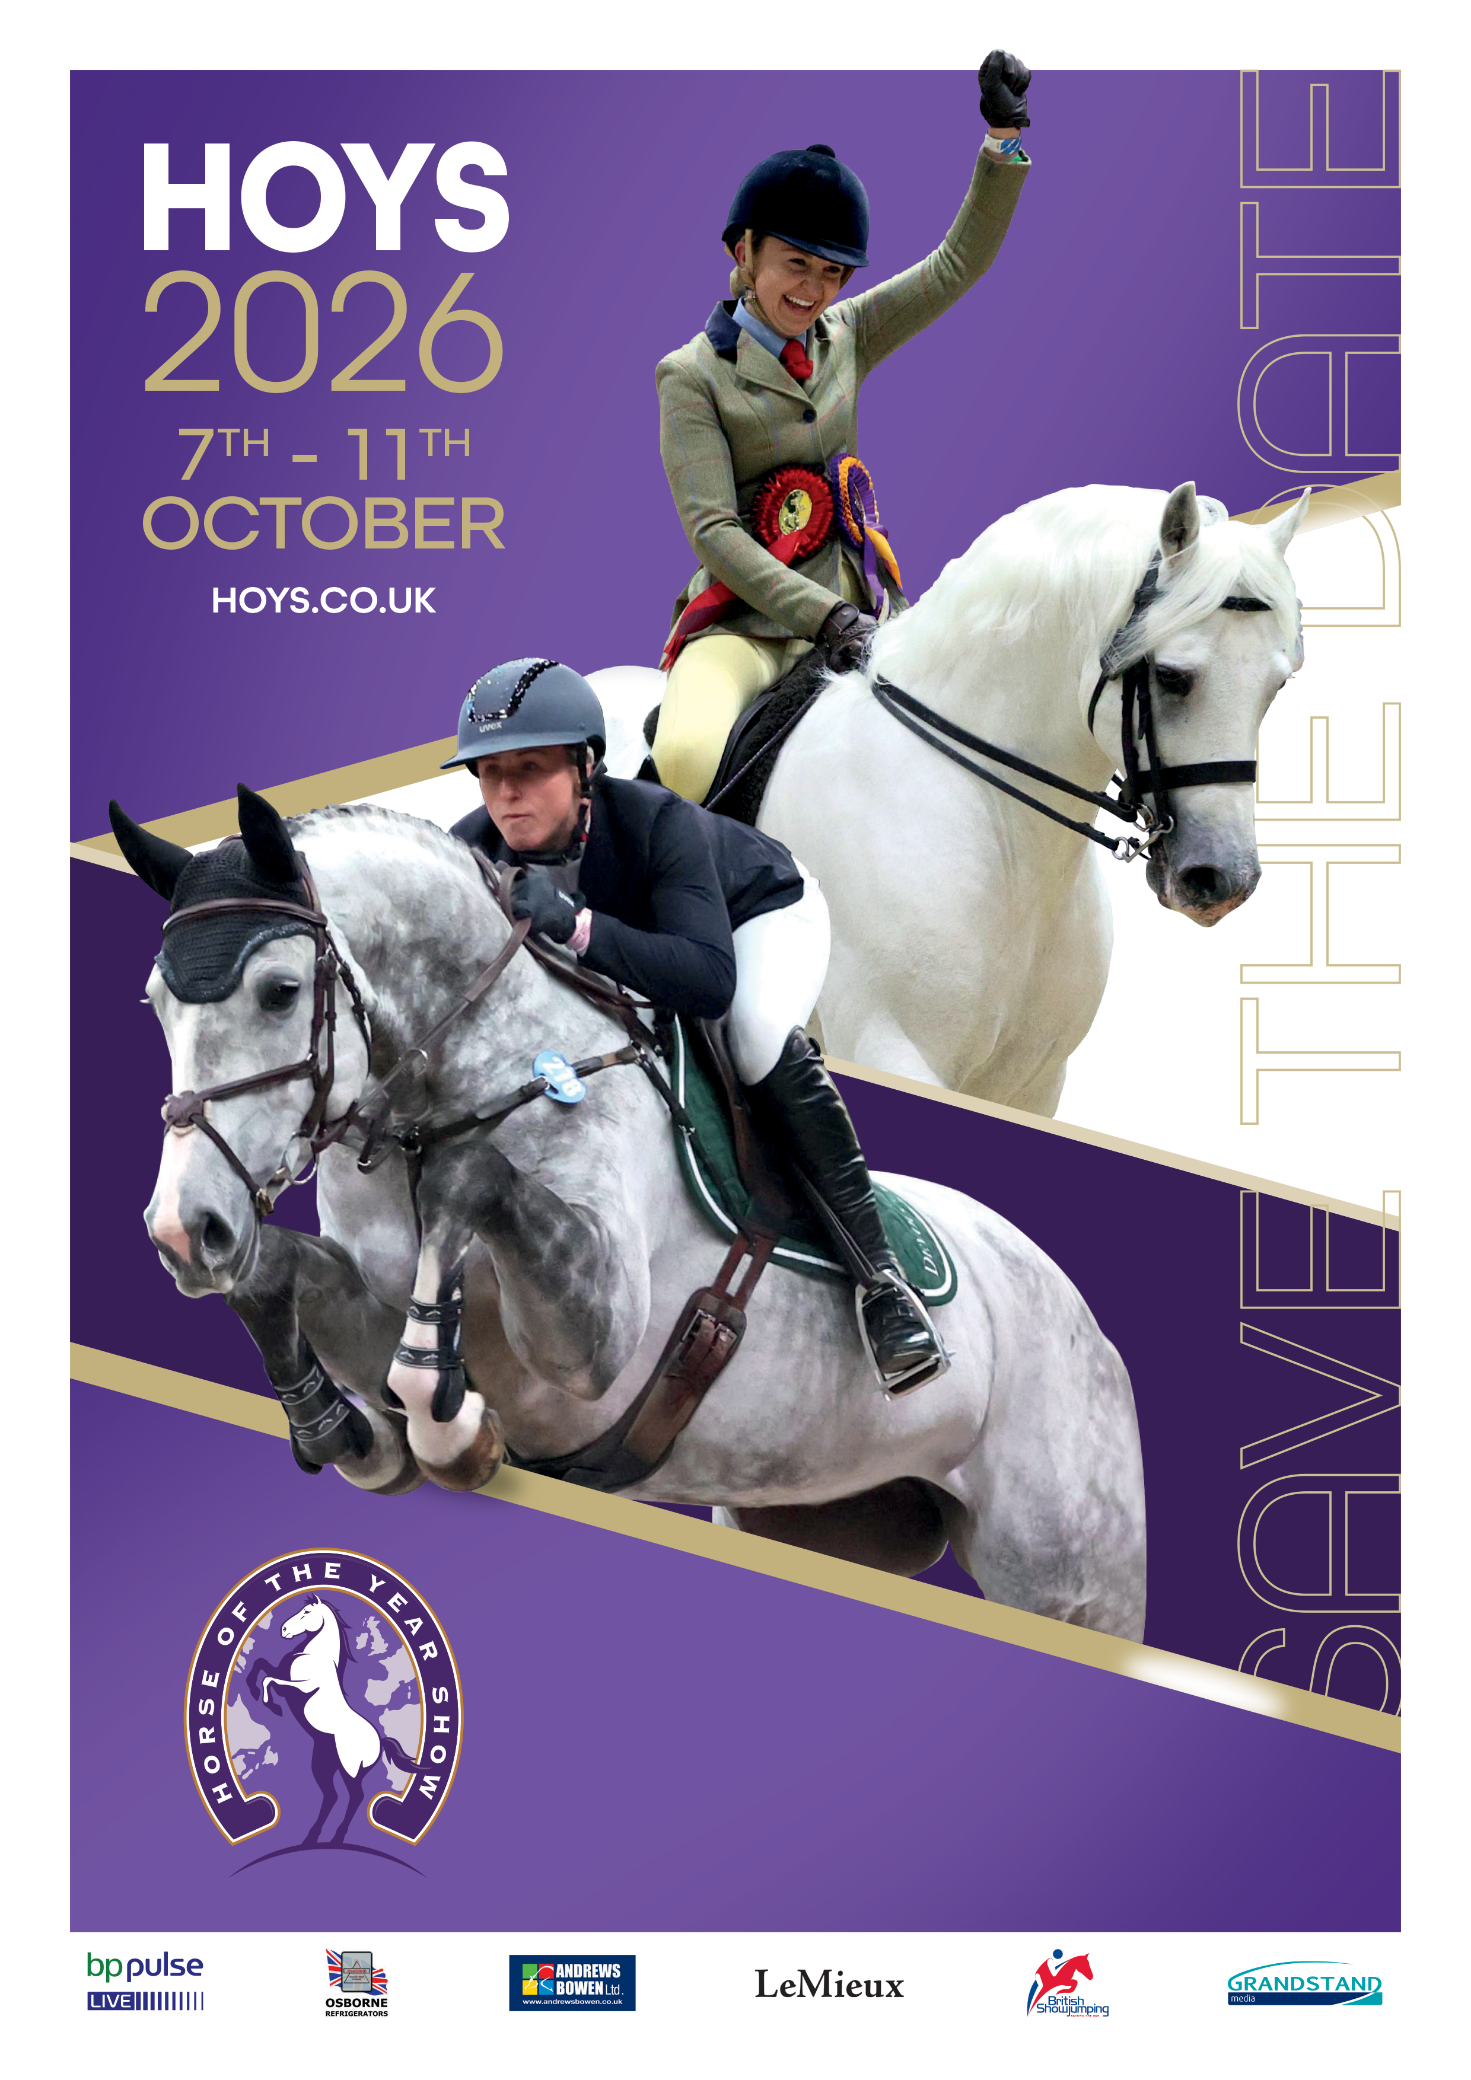 HOYS
2026
7TH - 11TH
OCTOBER
HOYS.CO.UK
SAVE THE DATE
uvex
218
HORSE OF THE YEAR SHOW
bp pulse
LIVE
OSBORNE
REFRIGERATORS
ANDREWS
BOWEN Ltd.
www.andrewsbowen.co.uk
LeMieux
British
Showjumping
GRANDSTAND
media